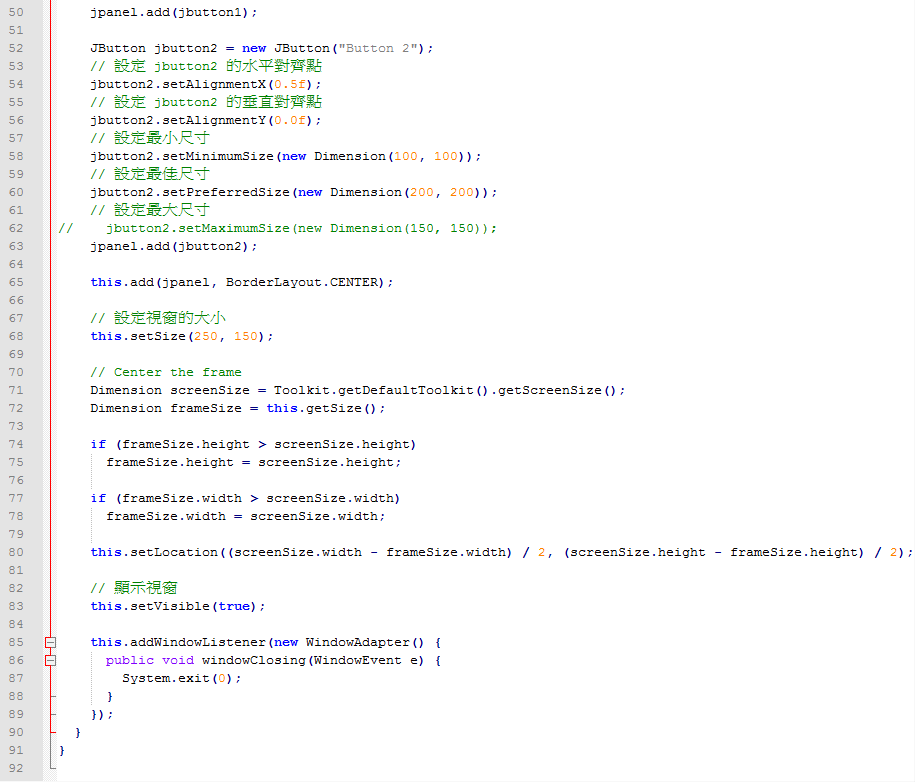 50     jpanel.add(jbutton1);
51
52     JButton jbutton2 = new JButton("Button 2");
53     // 設定 jbutton2 的水平對齊點
54     jbutton2.setAlignmentX(0.5f);
55     // 設定 jbutton2 的垂直對齊點
56     jbutton2.setAlignmentY(0.0f);
57     // 設定最小尺寸
58     jbutton2.setMinimumSize(new Dimension(100, 100));
59     // 設定最佳尺寸
60     jbutton2.setPreferredSize(new Dimension(200, 200));
61     // 設定最大尺寸
62 //    jbutton2.setMaximumSize(new Dimension(150, 150));
63     jpanel.add(jbutton2);
64
65     this.add(jpanel, BorderLayout.CENTER);
66
67     // 設定視窗的大小
68     this.setSize(250, 150);
69
70     // Center the frame
71     Dimension screenSize = Toolkit.getDefaultToolkit().getScreenSize();
72     Dimension frameSize = this.getSize();
73
74     if (frameSize.height > screenSize.height)
75       frameSize.height = screenSize.height;
76
77     if (frameSize.width > screenSize.width)
78       frameSize.width = screenSize.width;
79
80     this.setLocation((screenSize.width - frameSize.width) / 2, (screenSize.height - frameSize.height) / 2);
81
82     // 顯示視窗
83     this.setVisible(true);
84
85     this.addWindowListener(new WindowAdapter() {
86       public void windowClosing(WindowEvent e) {
87         System.exit(0);
88       }
89     });
90   }
91 }
92